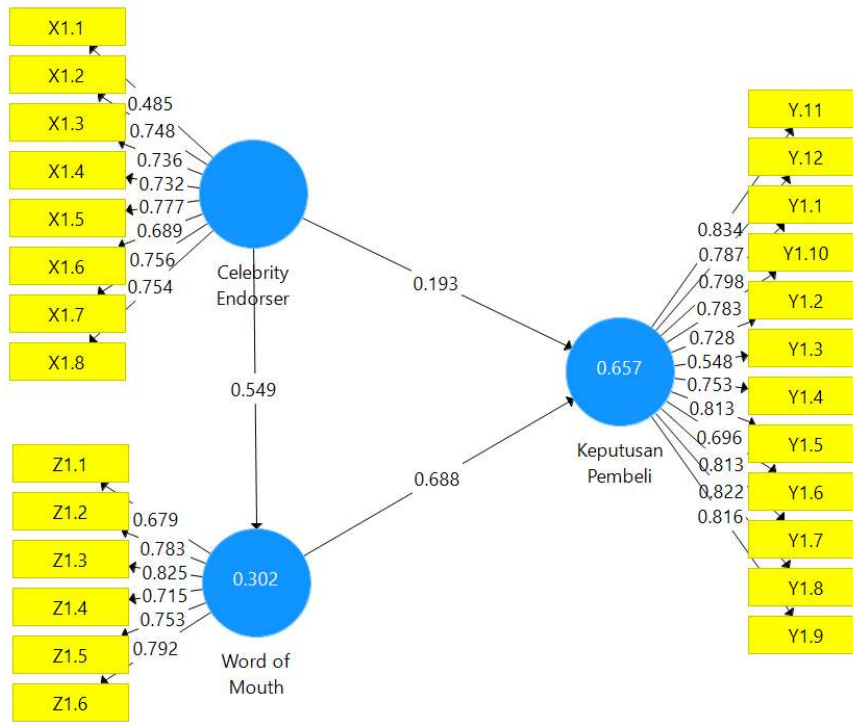 X1.1
X1.2
X1.3
X1.4
X1.5
X1.6
X1.7
X1.8
0.485
0.748
0.736
0.732
0.777
0.689
0.756
0.754
Celebrity
Endorser
0.193
0.549
0.688
Z1.1
Z1.2
Z1.3
Z1.4
Z1.5
Z1.6
0.679
0.783
0.825
0.715
0.753
0.792
0.302
Word of
Mouth
0.657
Keputusan
Pembeli
0.834
0.787
0.798
0.783
0.728
0.548
0.753
0.813
0.696
0.813
0.822
0.816
Y.11
Y.12
Y1.1
Y1.10
Y1.2
Y1.3
Y1.4
Y1.5
Y1.6
Y1.7
Y1.8
Y1.9